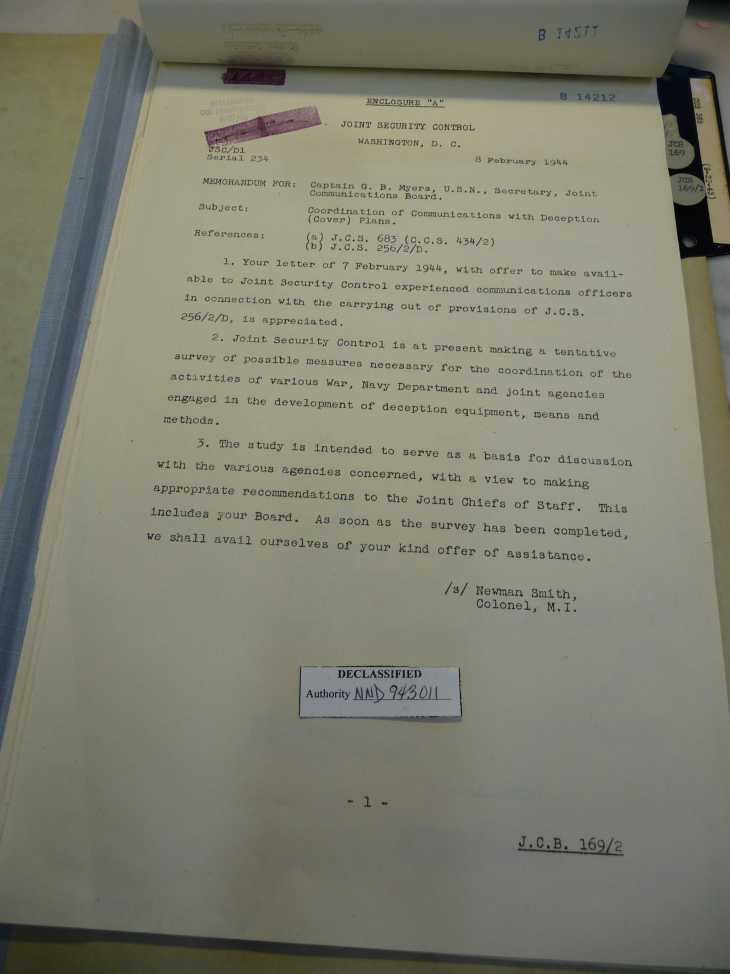 B 14211
B 14212
ENCLOSURE "A"
JOINT SECURITY CONTROL
WASHINGTON, D. C.
JSC/D1
Serial 234
8 February 1944
MEMORANDUM FOR: Captain G. B. Myers, U.S.N., Secretary, Joint
Communications Board.
Subject: Coordination of Communications with Deception
(Cover) Plans.
References: (a) J.C.S. 683 (C.C.S. 434/2)
(b) J.C.S. 256/2/D.
1. Your letter of 7 February 1944, with offer to make avail-
able to Joint Security Control experienced communications officers
in connection with the carrying out of provisions of J.C.S.
256/2/D, is appreciated.
2. Joint Security Control is at present making a tentative
survey of possible measures necessary for the coordination of the
activities of various War, Navy Department and joint agencies
engaged in the development of deception equipment, means and
methods.
3. The study is intended to serve as a basis for discussion
with the various agencies concerned, with a view to making
appropriate recommendations to the Joint Chiefs of Staff. This
includes your Board. As soon as the survey has been completed,
we shall avail ourselves of your kind offer of assistance.
/s/ Newman Smith,
Colonel, M.I.
DECLASSIFIED
Authority NND 943011
- 1 -
J.C.B. 169/2
JCB
169
JCB
169/2